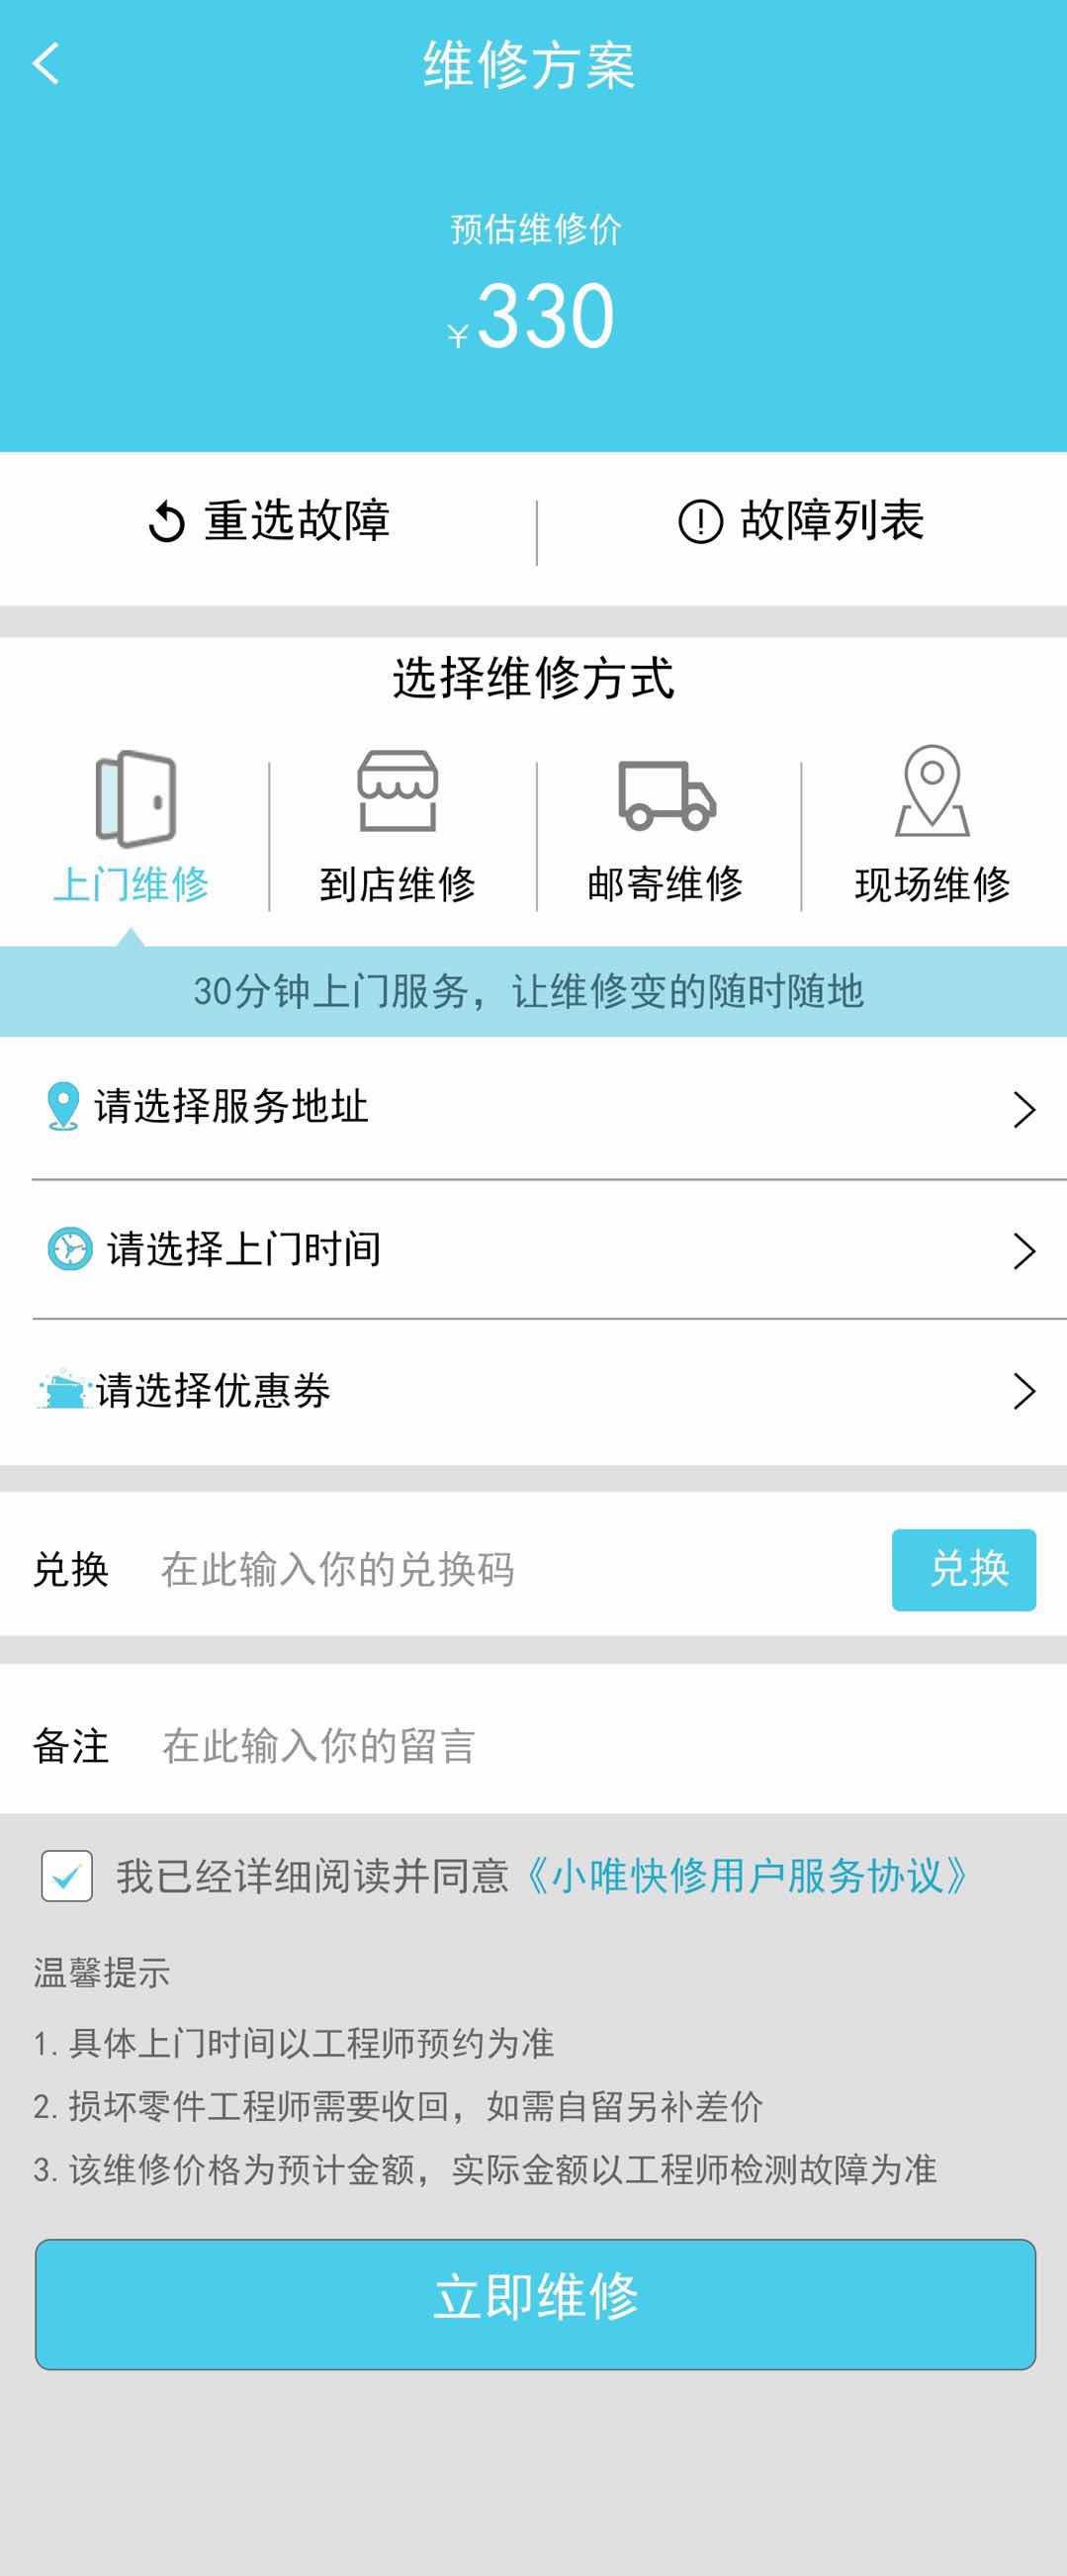 维修方案
预估维修价
¥330
重选故障
故障列表
选择维修方式
上门维修
到店维修
邮寄维修
现场维修
30分钟上门服务，让维修变的随时随地
请选择服务地址
请选择上门时间
请选择优惠券
兑换 在此输入你的兑换码 兑换
备注 在此输入你的留言
我已经详细阅读并同意《小唯快修用户服务协议》
温馨提示
1.具体上门时间以工程师预约为准
2.损坏零件工程师需要收回，如需自留另补差价
3.该维修价格为预计金额，实际金额以工程师检测故障为准
立即维修